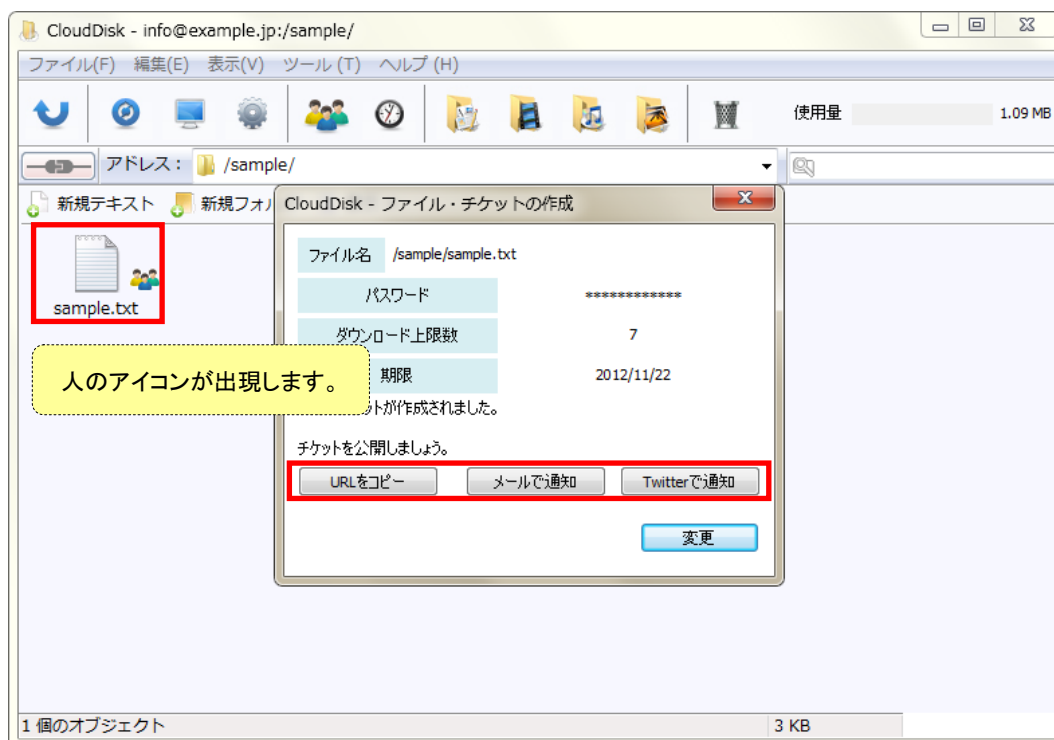 CloudDisk - info@example.jp:/sample/
ファイル(F) 編集(E) 表示(V) ツール (T) ヘルプ (H)
使用量 1.09 MB
アドレス： /sample/
新規テキスト 新規フォル
CloudDisk - ファイル・チケットの作成
ファイル名 /sample/sample.txt
パスワード ************
ダウンロード上限数 7
期限 2012/11/22
トが作成されました。
チケットを公開しましょう。
URLをコピー メールで通知 Twitterで通知
変更
sample.txt
人のアイコンが出現します。
1 個のオブジェクト 3 KB